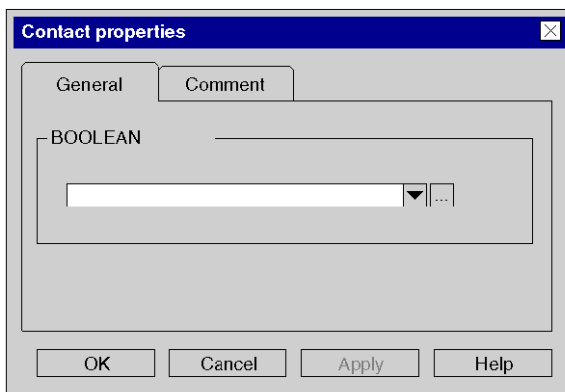 Contact properties
General Comment
BOOLEAN
...
OK Cancel Apply Help